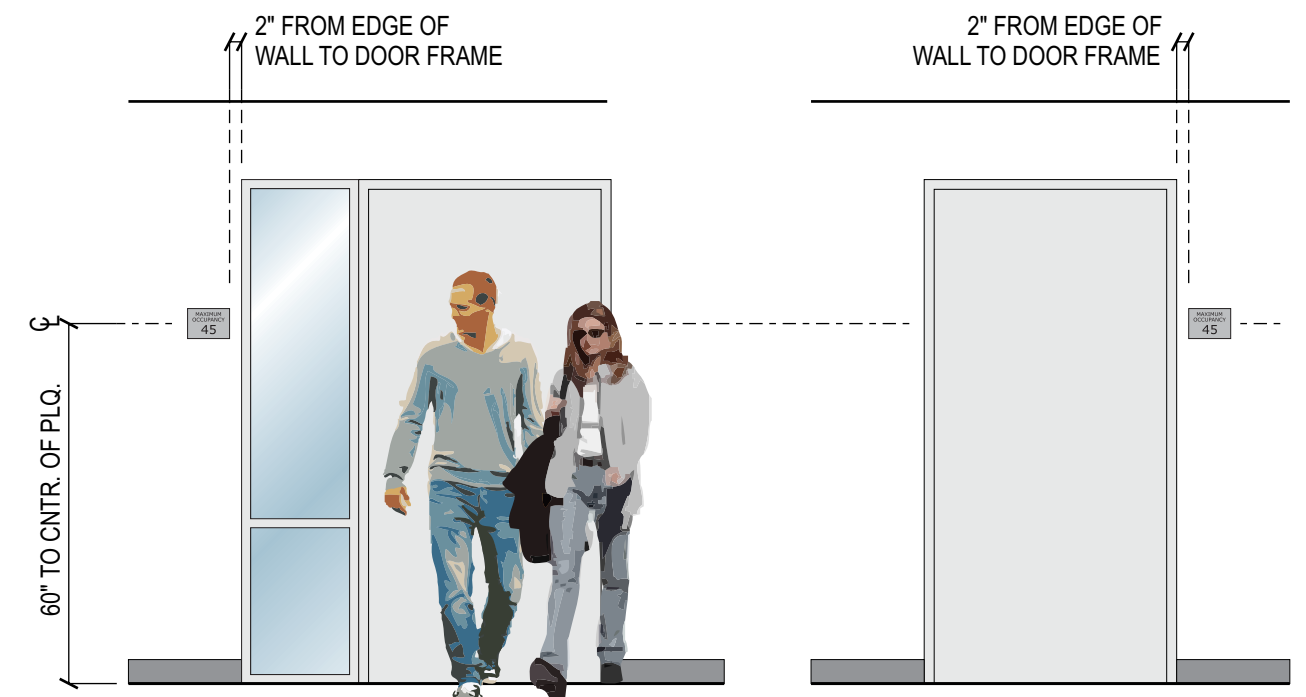 2" FROM EDGE OF
WALL TO DOOR FRAME
2" FROM EDGE OF
WALL TO DOOR FRAME
MAXIMUM
OCCUPANCY
45
MAXIMUM
OCCUPANCY
45
℄
60" TO CNTR. OF PLQ.